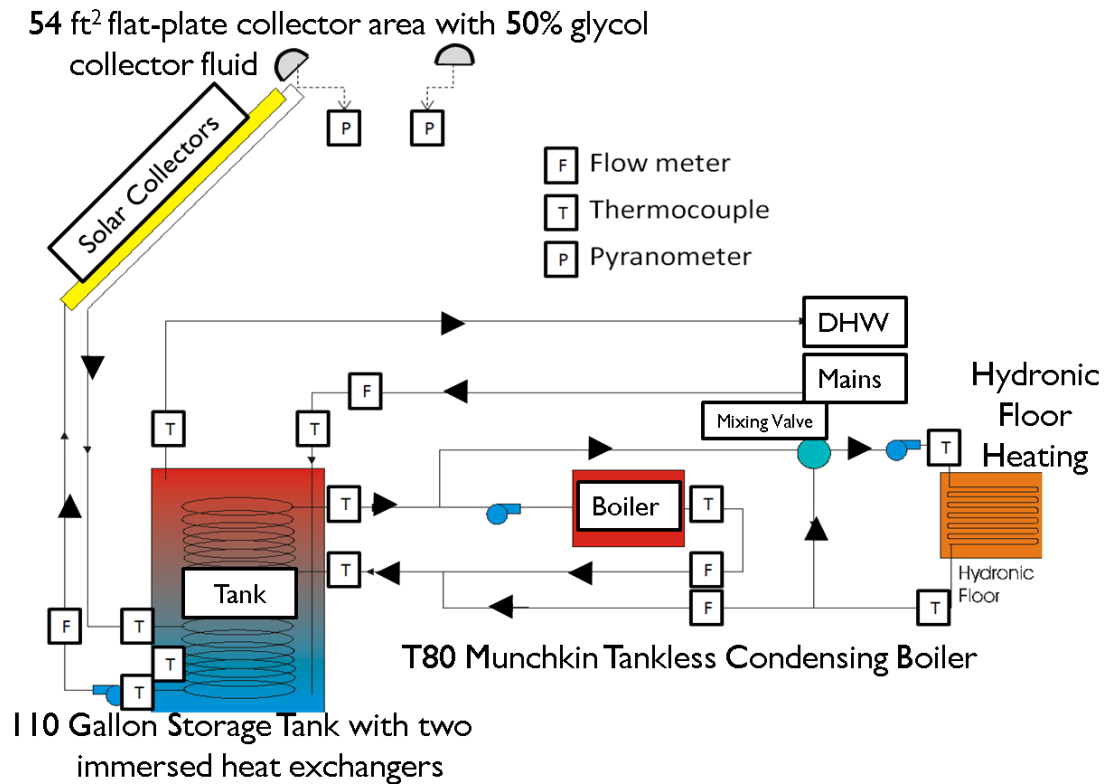 54 ft² flat-plate collector area with 50% glycol
collector fluid
Solar Collectors
P
P
F Flow meter
T Thermocouple
P Pyranometer
DHW
Mains
F
Hydronic
Floor
Heating
Mixing Valve
T
T
T
T
Boiler
T
Tank
T
F
F
Hydronic
Floor
T
F
T
T
T
T80 Munchkin Tankless Condensing Boiler
110 Gallon Storage Tank with two
immersed heat exchangers